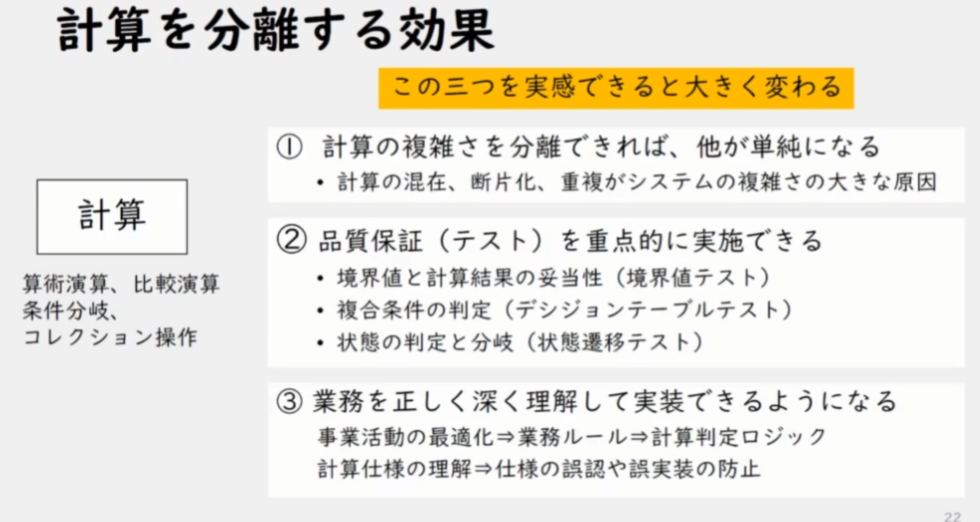 計算を分離する効果
この三つを実感できると大きく変わる
① 計算の複雑さを分離できれば、他が単純になる
• 計算の混在、断片化、重複がシステムの複雑さの大きな原因
計算
算術演算、比較演算
条件分岐、
コレクション操作
② 品質保証（テスト）を重点的に実施できる
• 境界値と計算結果の妥当性（境界値テスト）
• 複合条件の判定（デシジョンテーブルテスト）
• 状態の判定と分岐（状態遷移テスト）
③ 業務を正しく深く理解して実装できるようになる
事業活動の最適化⇒業務ルール⇒計算判定ロジック
計算仕様の理解⇒仕様の誤認や誤実装の防止
22